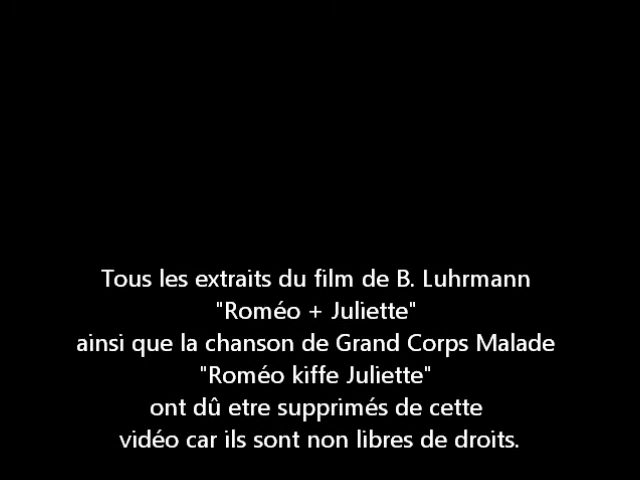 Tous les extraits du film de B. Luhrmann
"Roméo + Juliette"
ainsi que la chanson de Grand Corps Malade
"Roméo kiffe Juliette"
ont dû etre supprimés de cette
vidéo car ils sont non libres de droits.